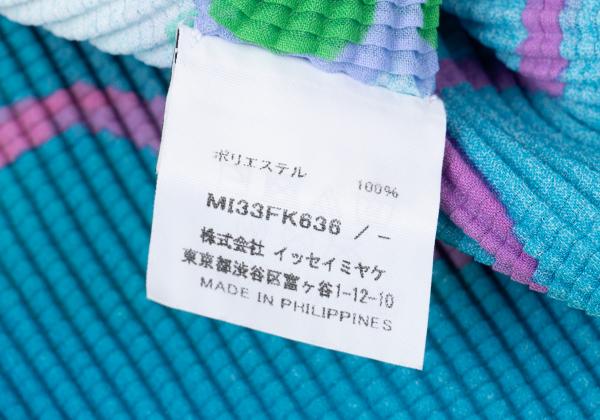 ポリエステル 100%
MI33FK636 / -
株式会社 イッセイミヤケ
東京都渋谷区富ヶ谷1-12-10
MADE IN PHILIPPINES